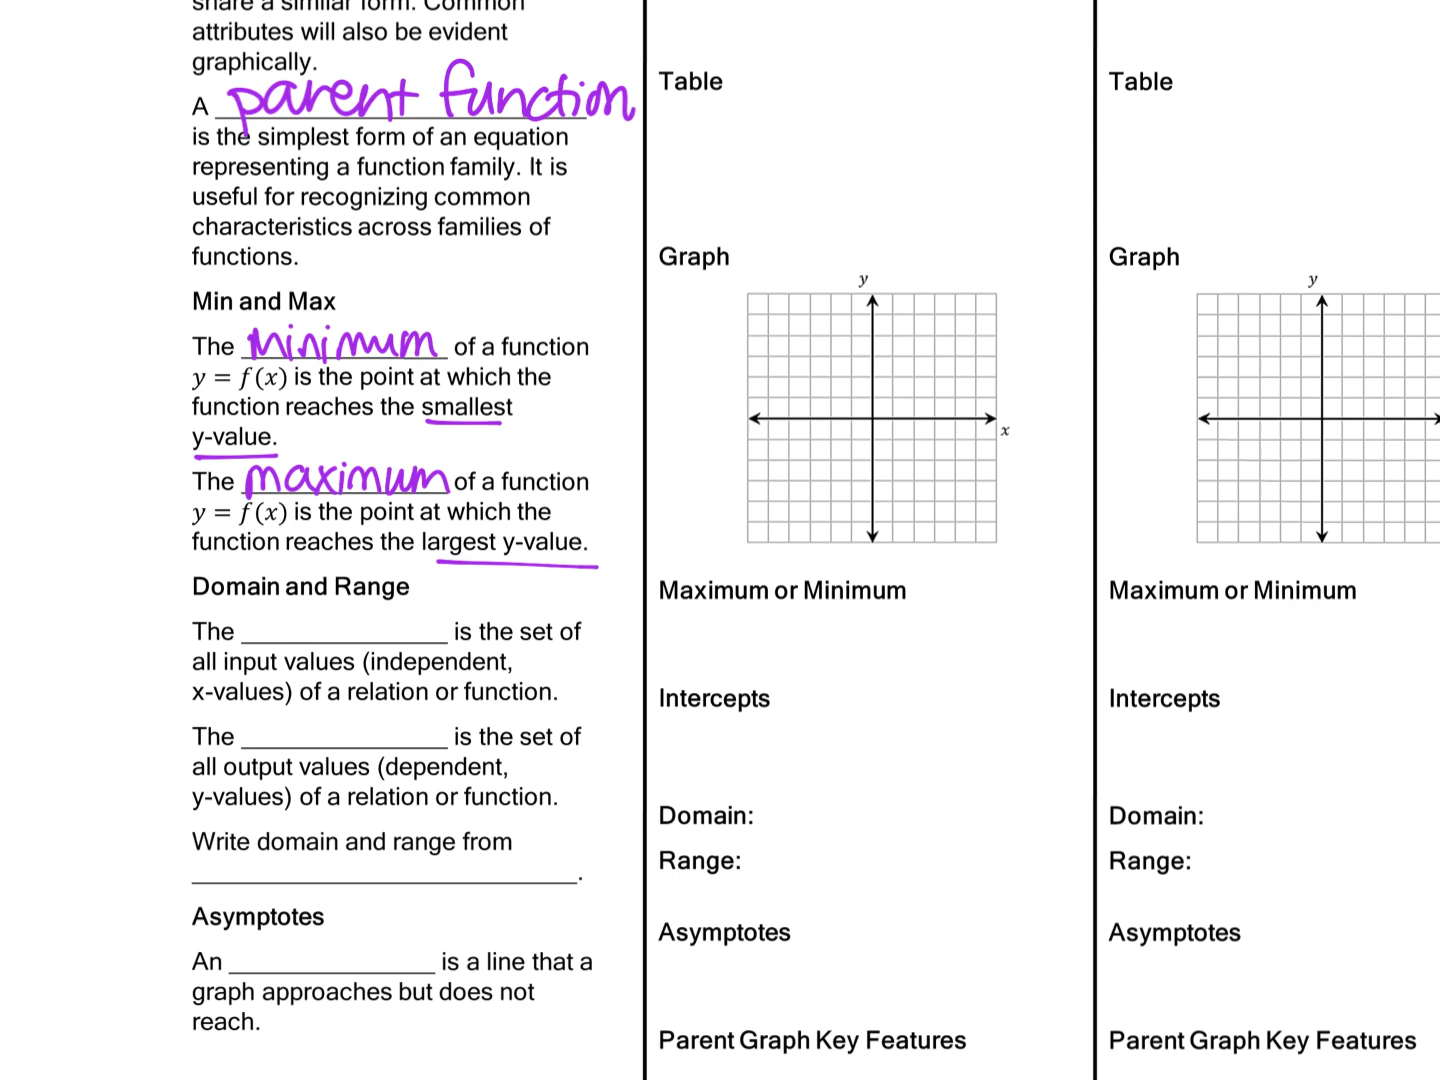 share a similar form. Common
attributes will also be evident
graphically.
A parent function
is the simplest form of an equation
representing a function family. It is
useful for recognizing common
characteristics across families of
functions.
Min and Max
The minimum of a function
y = f(x) is the point at which the
function reaches the smallest
y-value.
The maximum of a function
y = f(x) is the point at which the
function reaches the largest y-value.
Domain and Range
The _______________ is the set of
all input values (independent,
x-values) of a relation or function.
The _______________ is the set of
all output values (dependent,
y-values) of a relation or function.
Write domain and range from
____________________________.
Asymptotes
An _______________ is a line that a
graph approaches but does not
reach.
Table
Graph
y
x
Maximum or Minimum
Intercepts
Domain:
Range:
Asymptotes
Parent Graph Key Features
Table
Graph
y
Maximum or Minimum
Intercepts
Domain:
Range:
Asymptotes
Parent Graph Key Features